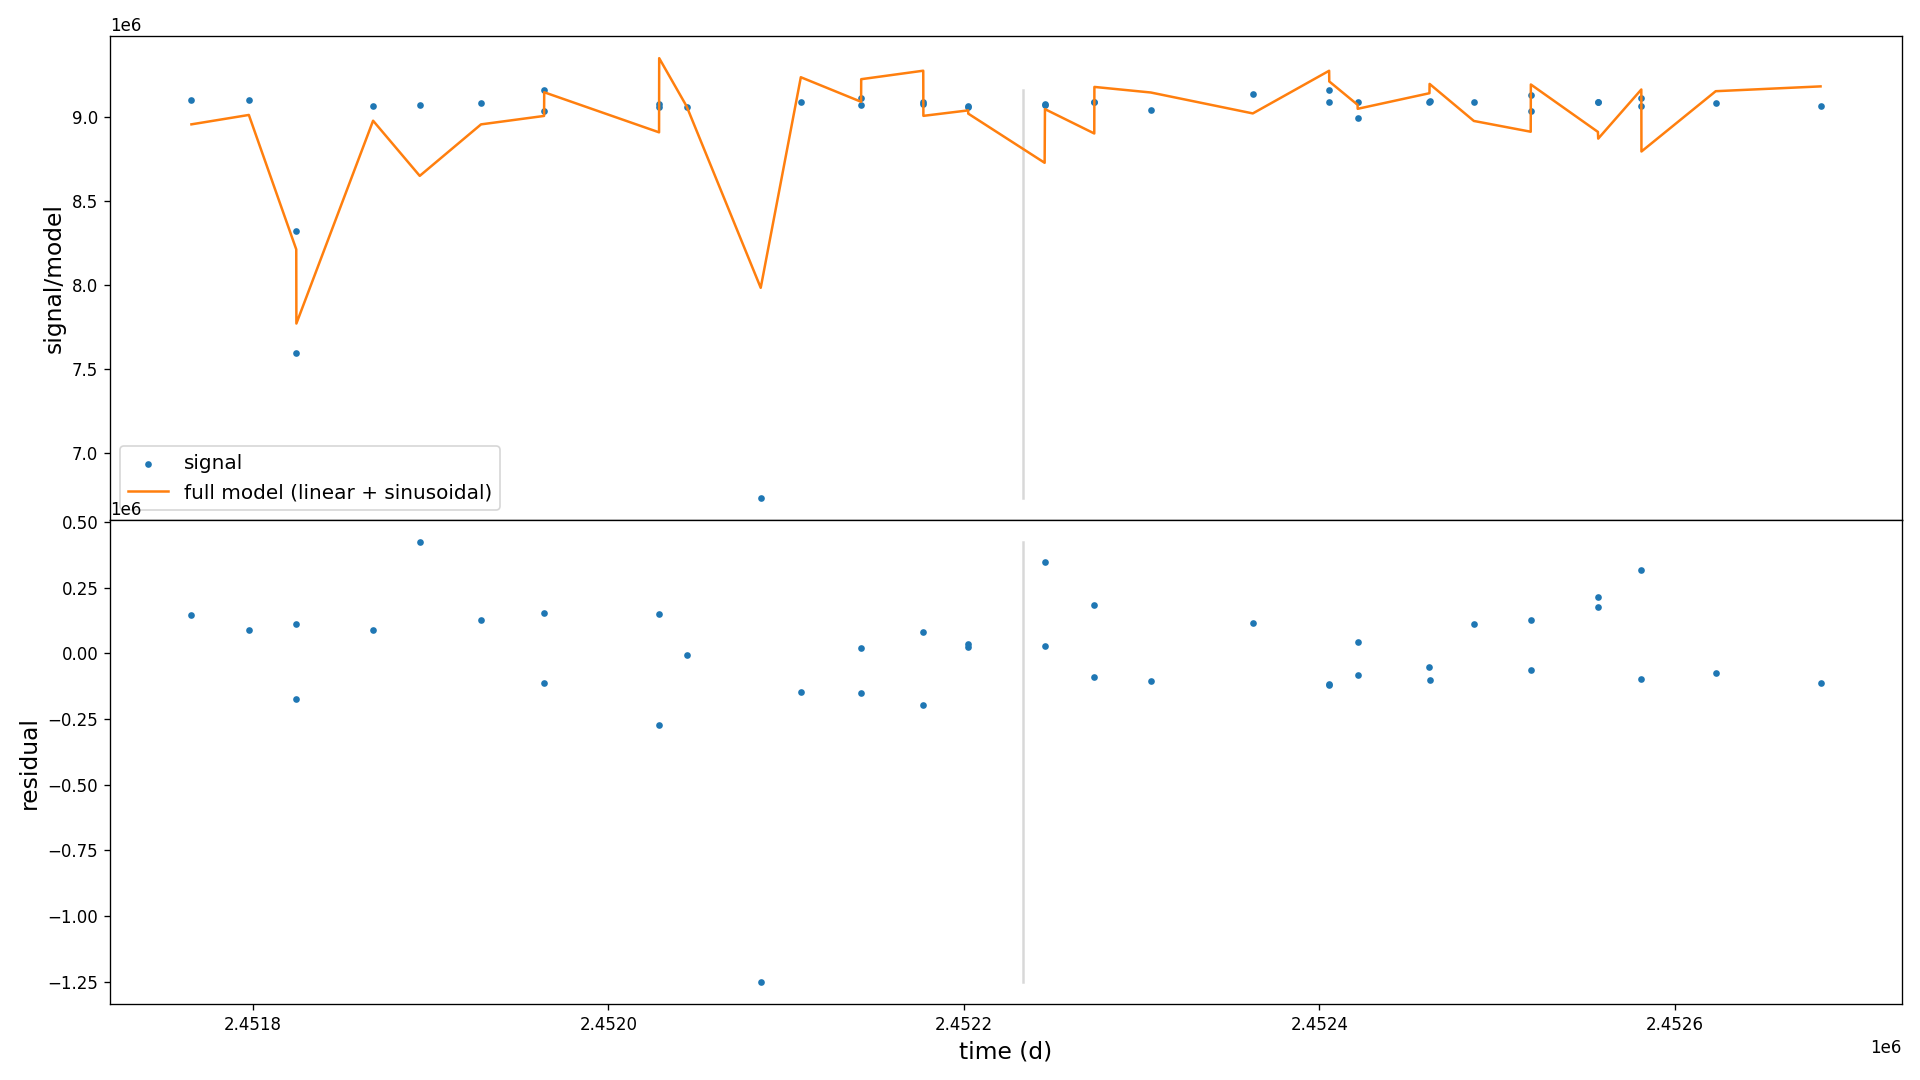 1e6
9.0
8.5
8.0
7.5
7.0
signal/model
signal
full model (linear + sinusoidal)
1e6
0.50
0.25
0.00
−0.25
−0.50
−0.75
−1.00
−1.25
residual
2.4518
2.4520
2.4522
2.4524
2.4526
time (d)
1e6